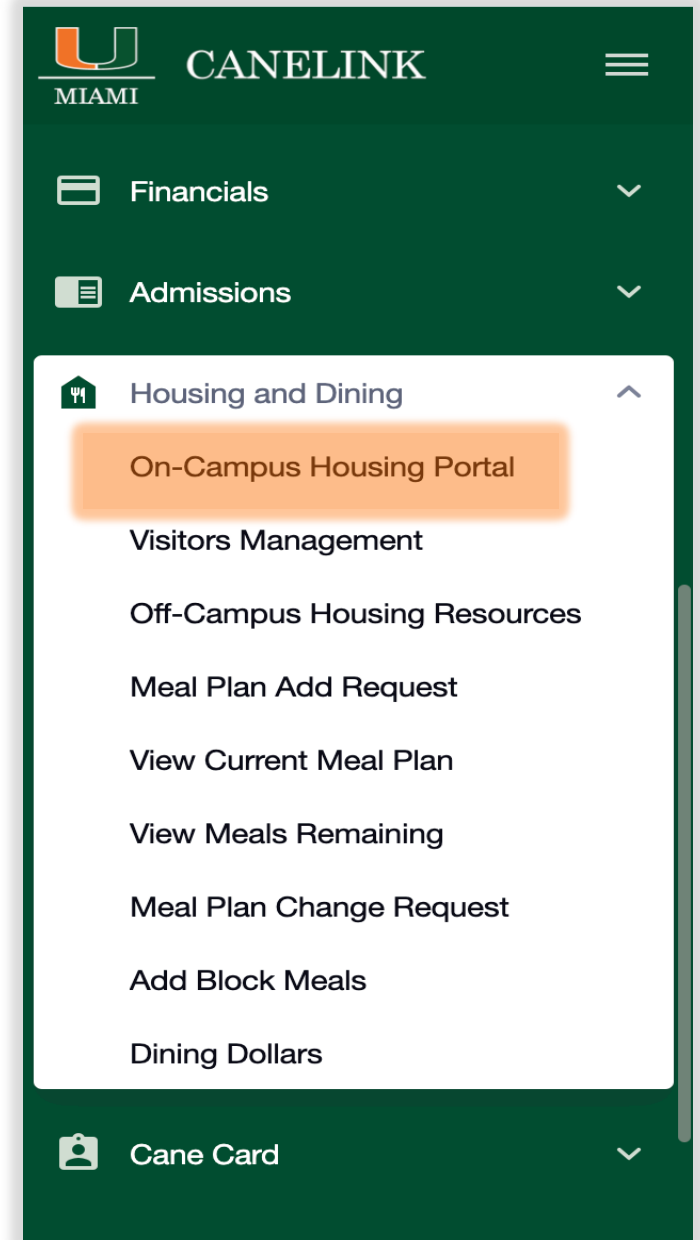 MIAMI
CANELINK
Financials
Admissions
Housing and Dining
On-Campus Housing Portal
Visitors Management
Off-Campus Housing Resources
Meal Plan Add Request
View Current Meal Plan
View Meals Remaining
Meal Plan Change Request
Add Block Meals
Dining Dollars
Cane Card